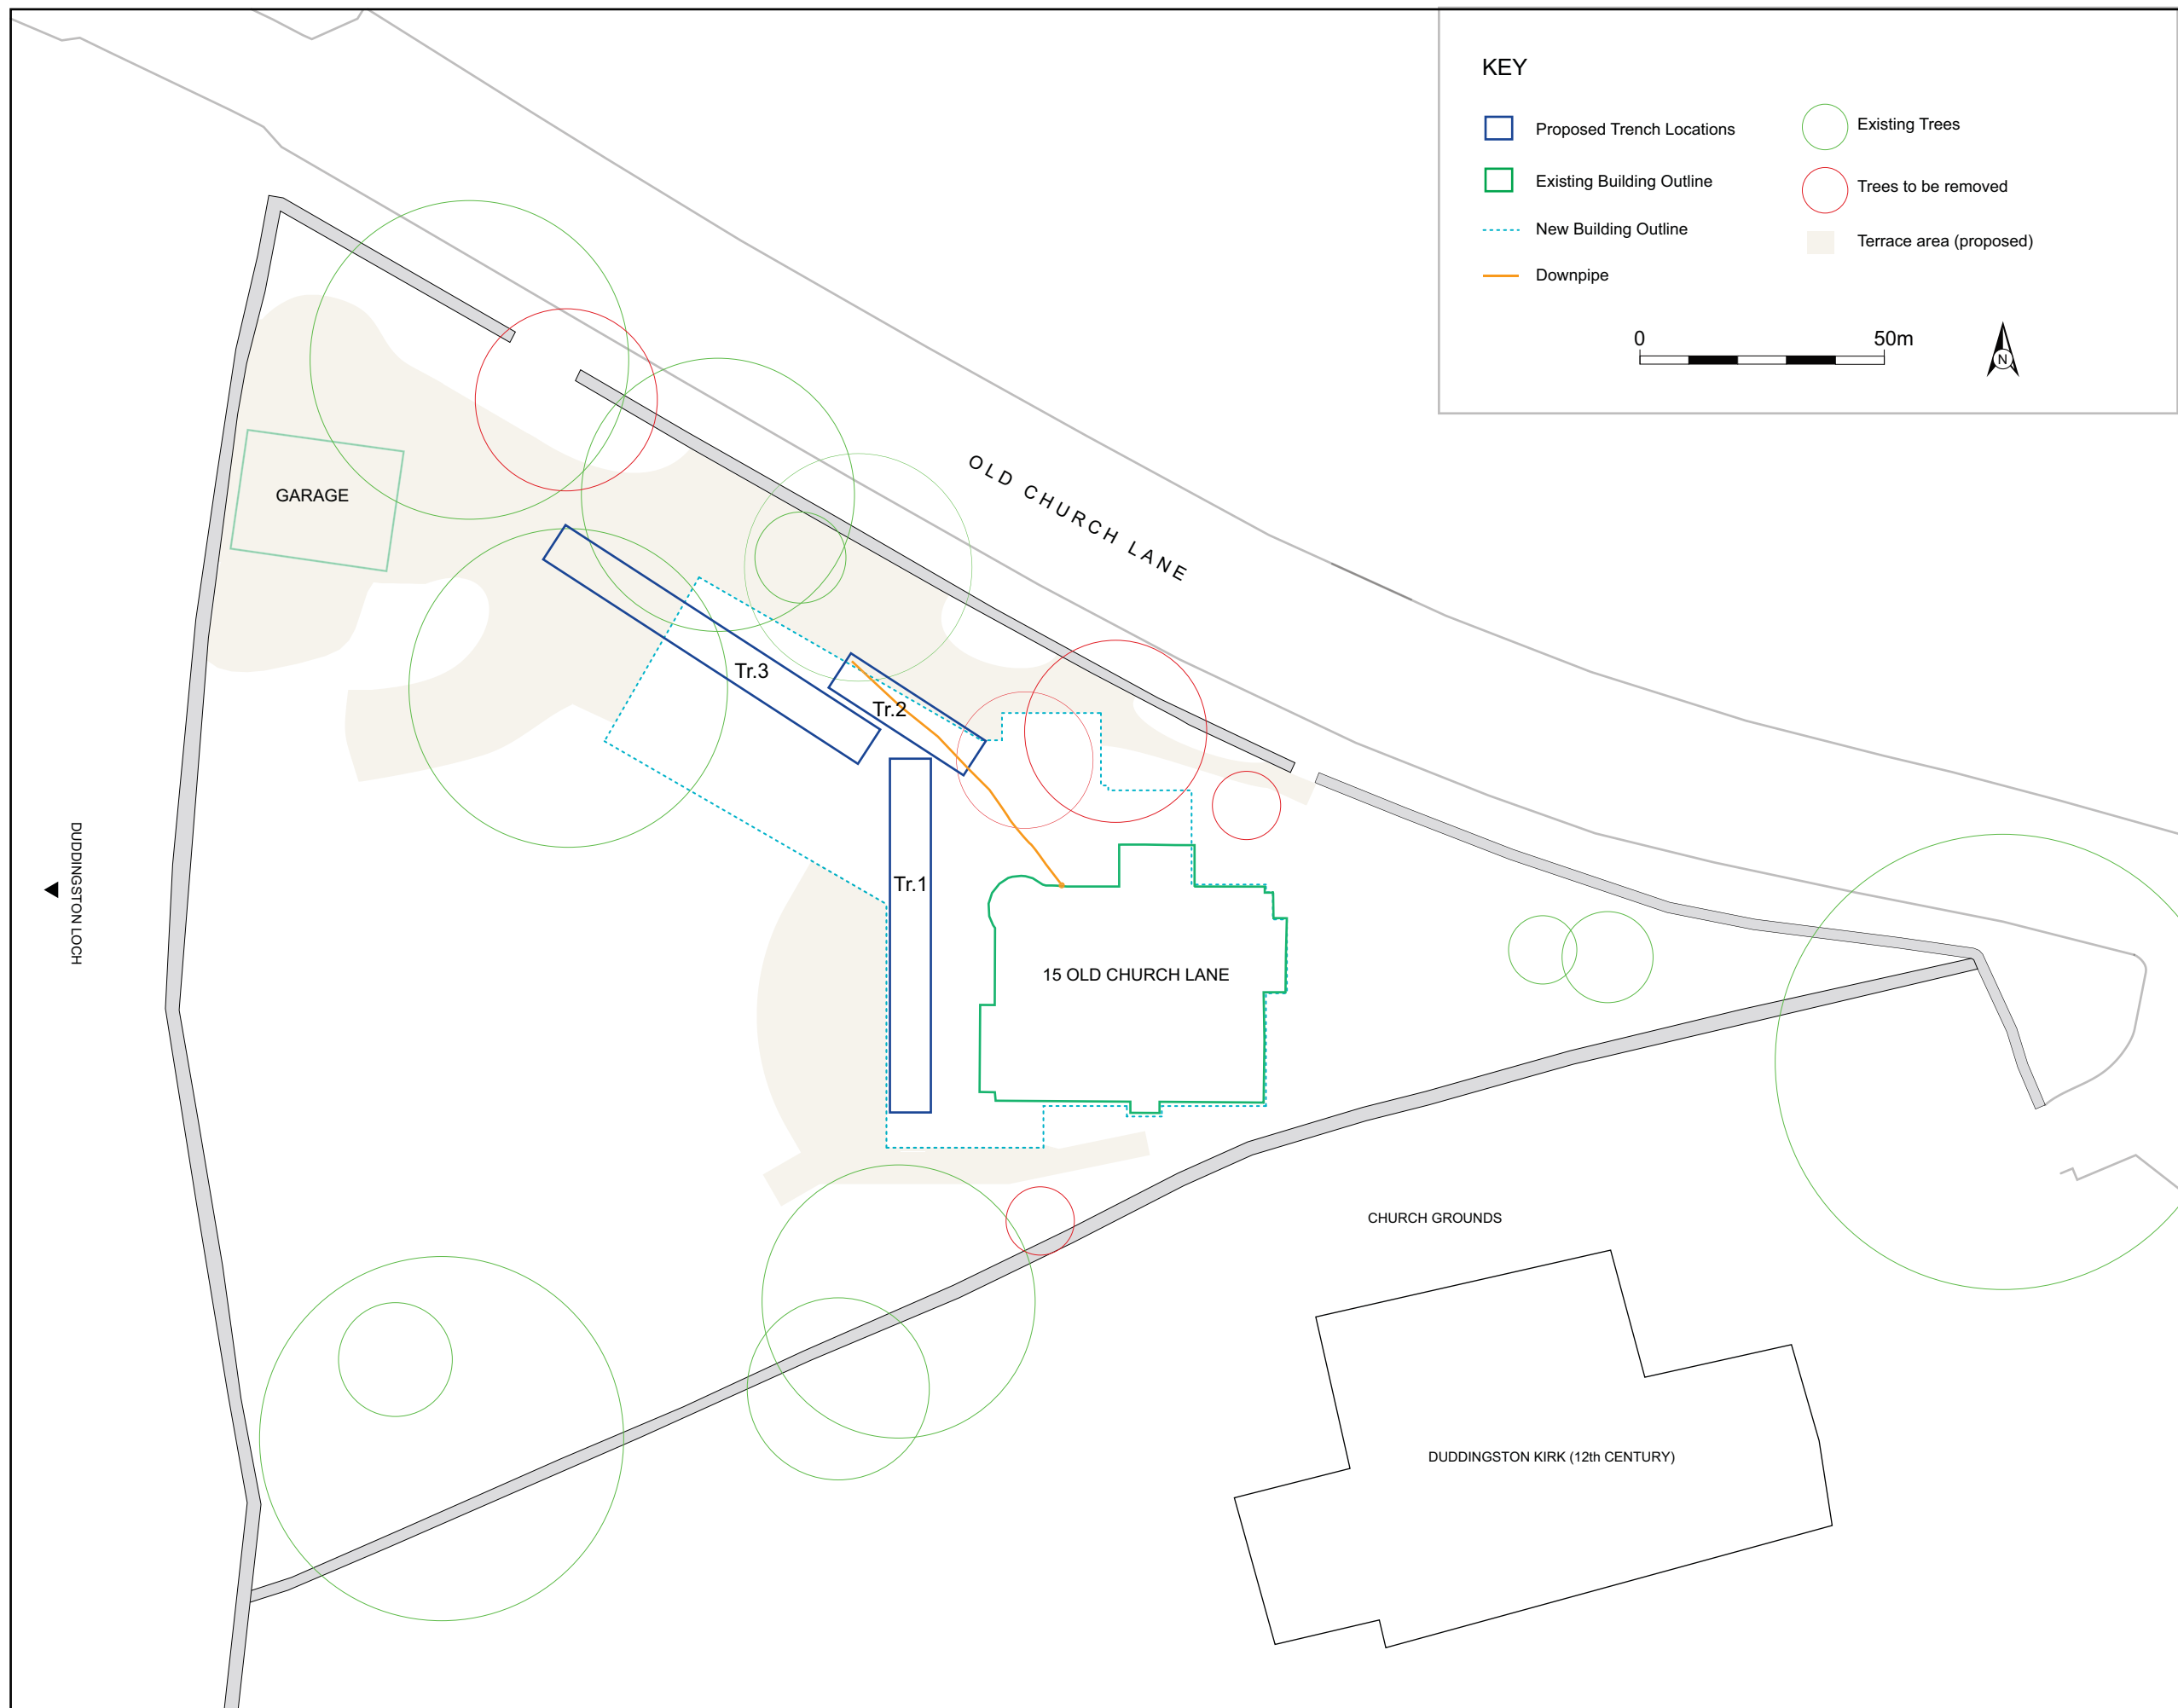 KEY
Proposed Trench Locations
Existing Building Outline
New Building Outline
Downpipe
Existing Trees
Trees to be removed
Terrace area (proposed)
0 50m
N
OLD CHURCH LANE
GARAGE
Tr.3
Tr.2
Tr.1
15 OLD CHURCH LANE
DUDDINGSTON LOCH
CHURCH GROUNDS
DUDDINGSTON KIRK (12th CENTURY)